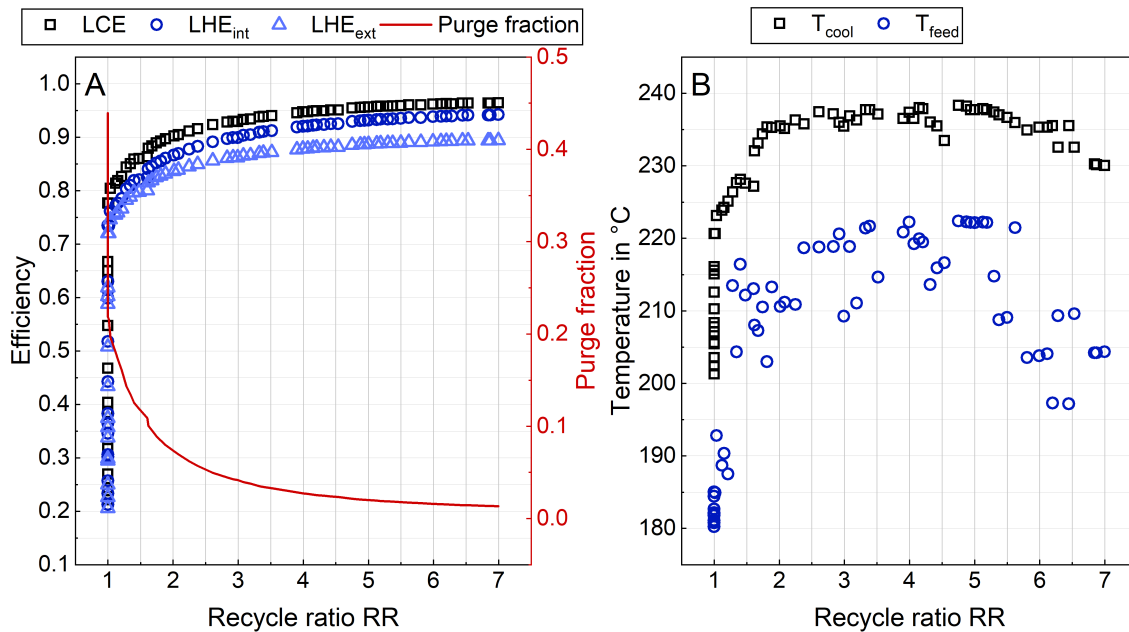 LCE LHE_int LHE_ext Purge fraction
T_cool T_feed
A
B
Efficiency
1.0
0.9
0.8
0.7
0.6
0.5
0.4
0.3
0.2
0.1
0.5
0.4
0.3
0.2
0.1
0.0
Purge fraction
1 2 3 4 5 6 7
Recycle ratio RR
Temperature in °C
240
230
220
210
200
190
180
1 2 3 4 5 6 7
Recycle ratio RR